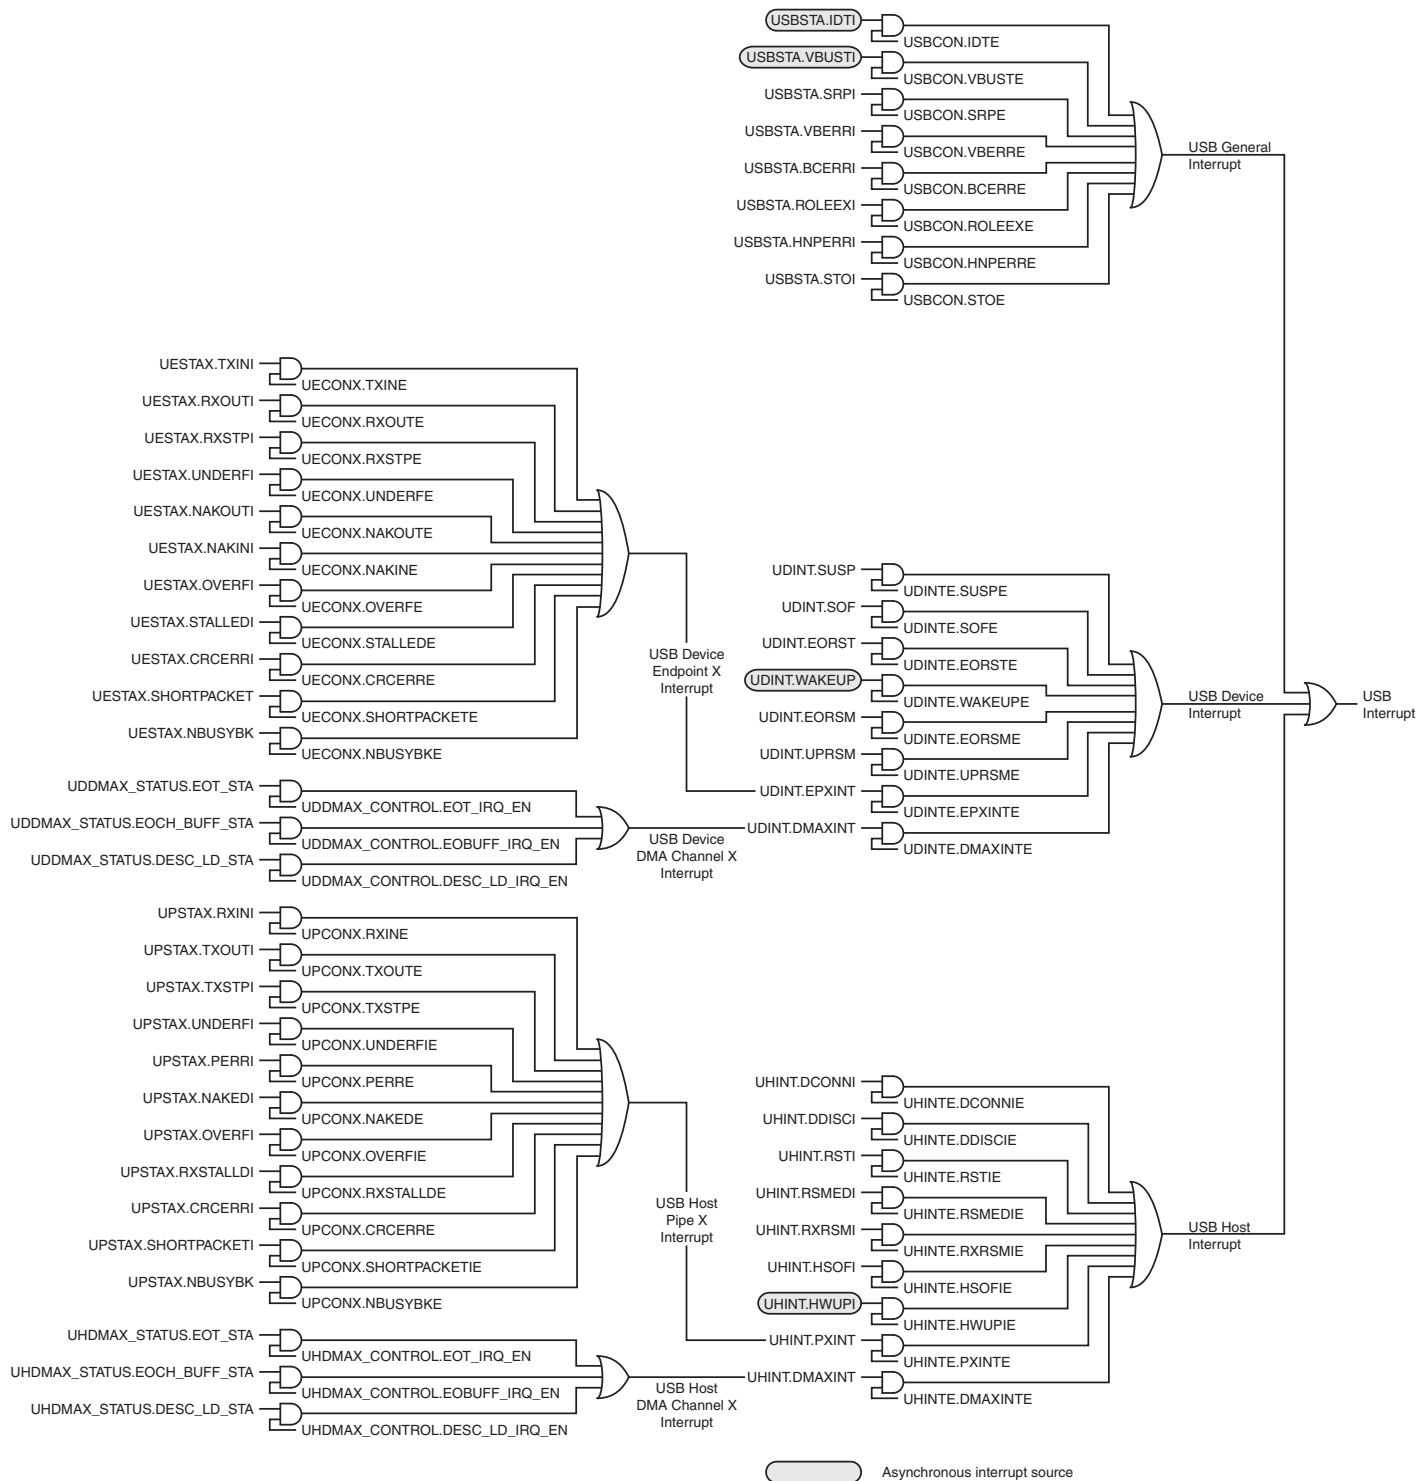 USBSTA.IDTI
USBCON.IDTE
USBSTA.VBUSTI
USBCON.VBUSTE
USBSTA.SRPI
USBCON.SRPE
USBSTA.VBERRI
USBCON.VBERRE
USBSTA.BCERRI
USBCON.BCERRE
USBSTA.ROLEEXI
USBCON.ROLEEXE
USBSTA.HNPERRI
USBCON.HNPERRE
USBSTA.STOI
USBCON.STOE
USB General
Interrupt
UESTAX.TXINI
UECONX.TXINE
UESTAX.RXOUTI
UECONX.RXOUTE
UESTAX.RXSTPI
UECONX.RXSTPE
UESTAX.UNDERFI
UECONX.UNDERFE
UESTAX.NAKOUTI
UECONX.NAKOUTE
UESTAX.NAKINI
UECONX.NAKINE
UESTAX.OVERFI
UECONX.OVERFE
UESTAX.STALLEDI
UECONX.STALLEDE
UESTAX.CRCERRI
UECONX.CRCERRE
UESTAX.SHORTPACKET
UECONX.SHORTPACKETE
UESTAX.NBUSYBK
UECONX.NBUSYBKE
USB Device
Endpoint X
Interrupt
UDDMAX_STATUS.EOT_STA
UDDMAX_CONTROL.EOT_IRQ_EN
UDDMAX_STATUS.EOCH_BUFF_STA
UDDMAX_CONTROL.EOBUFF_IRQ_EN
UDDMAX_STATUS.DESC_LD_STA
UDDMAX_CONTROL.DESC_LD_IRQ_EN
USB Device
DMA Channel X
Interrupt
UDINT.SUSP
UDINTE.SUSPE
UDINT.SOF
UDINTE.SOFE
UDINT.EORST
UDINTE.EORSTE
UDINT.WAKEUP
UDINTE.WAKEUPE
UDINT.EORSM
UDINTE.EORSME
UDINT.UPRSM
UDINTE.UPRSME
UDINT.EPXINT
UDINTE.EPXINTE
UDINT.DMAXINT
UDINTE.DMAXINTE
USB Device
Interrupt
USB
Interrupt
UPSTAX.RXINI
UPCONX.RXINE
UPSTAX.TXOUTI
UPCONX.TXOUTE
UPSTAX.TXSTPI
UPCONX.TXSTPE
UPSTAX.UNDERFI
UPCONX.UNDERFIE
UPSTAX.PERRI
UPCONX.PERRE
UPSTAX.NAKEDI
UPCONX.NAKEDE
UPSTAX.OVERFI
UPCONX.OVERFIE
UPSTAX.RXSTALLDI
UPCONX.RXSTALLDE
UPSTAX.CRCERRI
UPCONX.CRCERRE
UPSTAX.SHORTPACKETI
UPCONX.SHORTPACKETIE
UPSTAX.NBUSYBK
UPCONX.NBUSYBKE
USB Host
Pipe X
Interrupt
UHDMAX_STATUS.EOT_STA
UHDMAX_CONTROL.EOT_IRQ_EN
UHDMAX_STATUS.EOCH_BUFF_STA
UHDMAX_CONTROL.EOBUFF_IRQ_EN
UHDMAX_STATUS.DESC_LD_STA
UHDMAX_CONTROL.DESC_LD_IRQ_EN
USB Host
DMA Channel X
Interrupt
UHINT.DCONNI
UHINTE.DCONNIE
UHINT.DDISCI
UHINTE.DDISCIE
UHINT.RSTI
UHINTE.RSTIE
UHINT.RSMEDI
UHINTE.RSMEDIE
UHINT.RXRSMI
UHINTE.RXRSMIE
UHINT.HSOFI
UHINTE.HSOFIE
UHINT.HWUPI
UHINTE.HWUPIE
UHINT.PXINT
UHINTE.PXINTE
UHINT.DMAXINT
UHINTE.DMAXINTE
USB Host
Interrupt
Asynchronous interrupt source